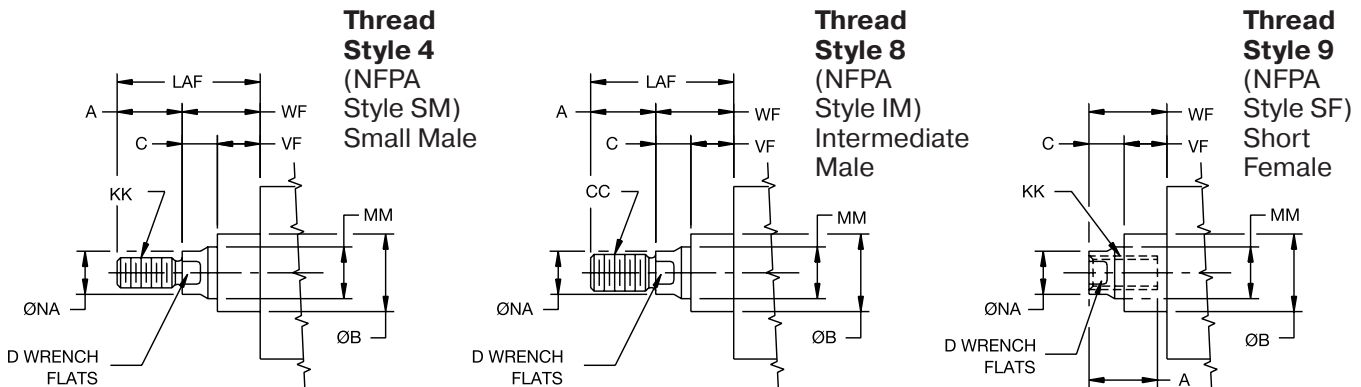 Thread
Style 4
(NFPA
Style SM)
Small Male
LAF
A
WF
C
VF
KK
MM
ØNA
ØB
D WRENCH
FLATS
Thread
Style 8
(NFPA
Style IM)
Intermediate
Male
LAF
A
WF
C
VF
CC
MM
ØNA
ØB
D WRENCH
FLATS
Thread
Style 9
(NFPA
Style SF)
Short
Female
WF
C
VF
KK
MM
ØNA
ØB
D WRENCH
FLATS
A